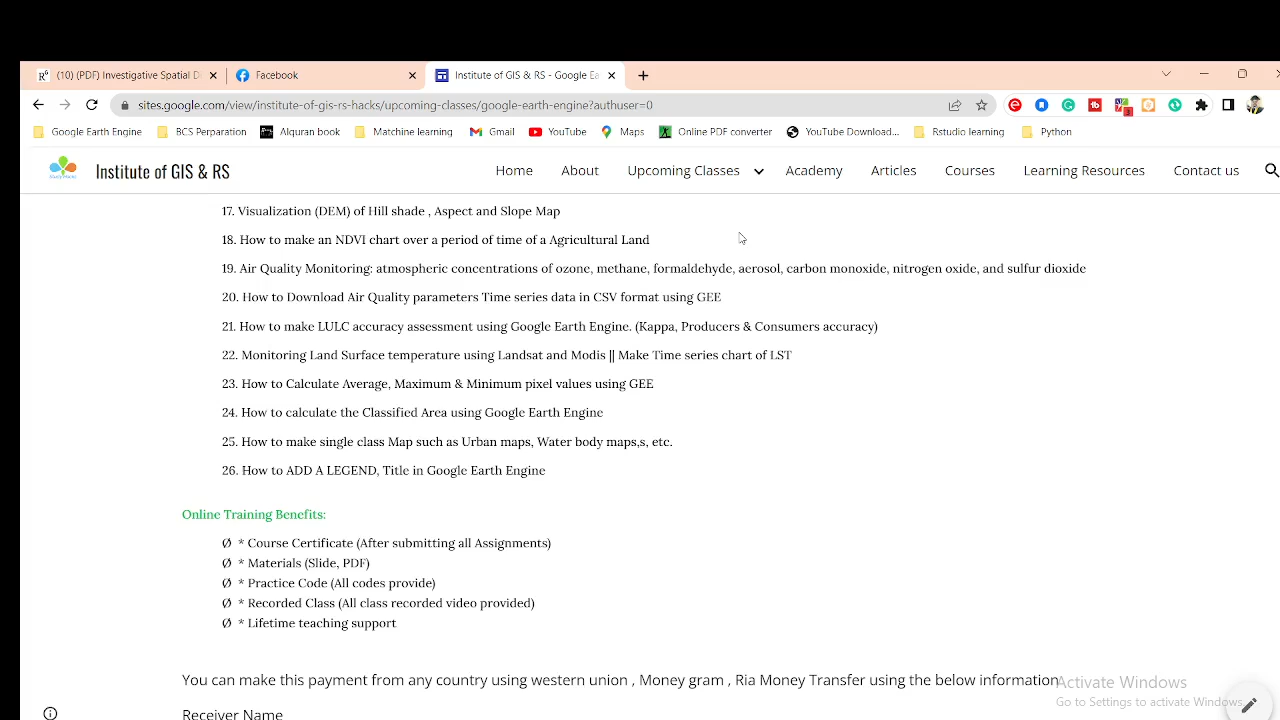 (10) (PDF) Investigative Spatial Di
Facebook
Institute of GIS & RS - Google Ea
sites.google.com/view/institute-of-gis-rs-hacks/upcoming-classes/google-earth-engine?authuser=0
Google Earth Engine
BCS Perparation
Alquran book
Matchine learning
Gmail
YouTube
Maps
Online PDF converter
YouTube Download...
Rstudio learning
Python
Institute of GIS & RS
Home
About
Upcoming Classes
Academy
Articles
Courses
Learning Resources
Contact us
17. Visualization (DEM) of Hill shade , Aspect and Slope Map
18. How to make an NDVI chart over a period of time of a Agricultural Land
19. Air Quality Monitoring: atmospheric concentrations of ozone, methane, formaldehyde, aerosol, carbon monoxide, nitrogen oxide, and sulfur dioxide
20. How to Download Air Quality parameters Time series data in CSV format using GEE
21. How to make LULC accuracy assessment using Google Earth Engine. (Kappa, Producers & Consumers accuracy)
22. Monitoring Land Surface temperature using Landsat and Modis || Make Time series chart of LST
23. How to Calculate Average, Maximum & Minimum pixel values using GEE
24. How to calculate the Classified Area using Google Earth Engine
25. How to make single class Map such as Urban maps, Water body maps,s, etc.
26. How to ADD A LEGEND, Title in Google Earth Engine
Online Training Benefits:
Ø * Course Certificate (After submitting all Assignments)
Ø * Materials (Slide, PDF)
Ø * Practice Code (All codes provide)
Ø * Recorded Class (All class recorded video provided)
Ø * Lifetime teaching support
You can make this payment from any country using western union , Money gram , Ria Money Transfer using the below information
Receiver Name
Activate Windows
Go to Settings to activate Windows.